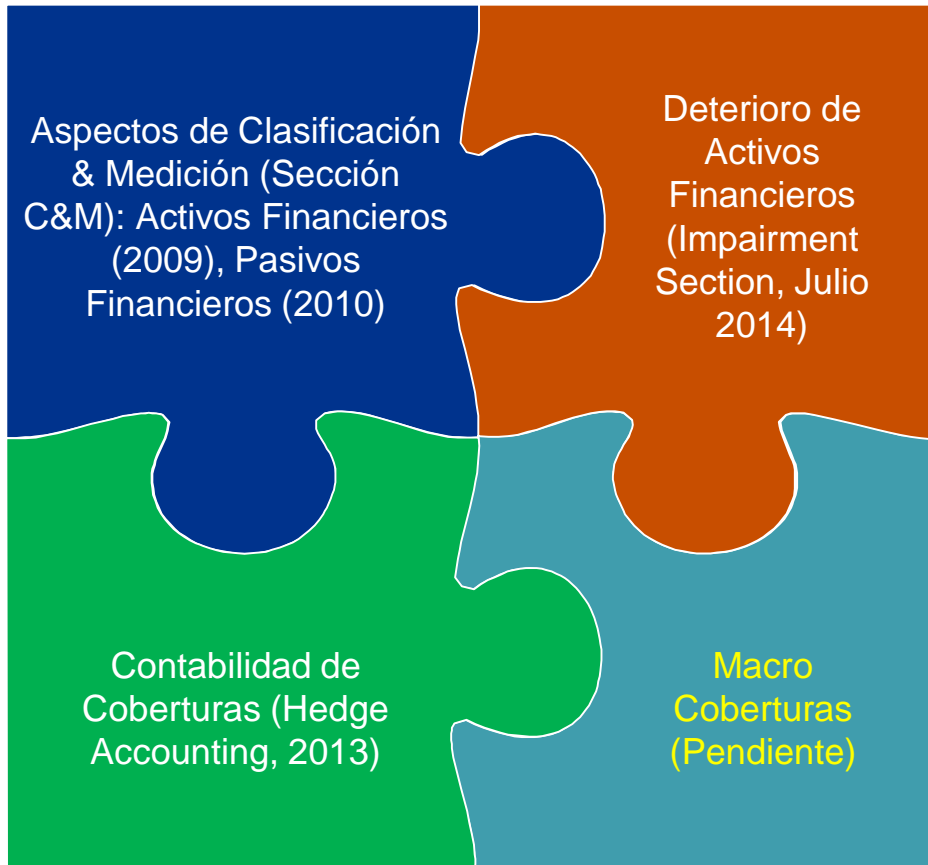 Aspectos de Clasificación
& Medición (Sección
C&M): Activos Financieros
(2009), Pasivos
Financieros (2010)
Deterioro de
Activos
Financieros
(Impairment
Section, Julio
2014)
Contabilidad de
Coberturas (Hedge
Accounting, 2013)
Macro
Coberturas
(Pendiente)